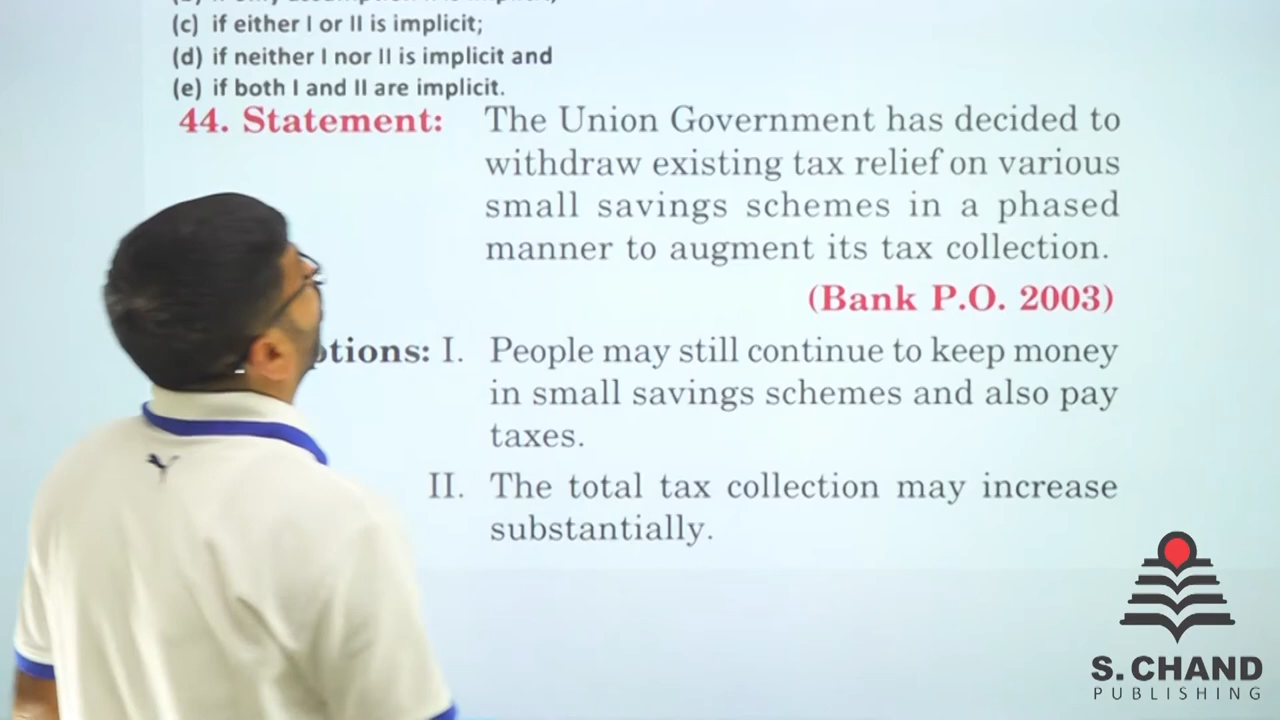 (c) if either I or II is implicit;
(d) if neither I nor II is implicit and
(e) if both I and II are implicit.
44. Statement: The Union Government has decided to
withdraw existing tax relief on various
small savings schemes in a phased
manner to augment its tax collection.
(Bank P.O. 2003)
ptions: I. People may still continue to keep money
in small savings schemes and also pay
taxes.
II. The total tax collection may increase
substantially.
S. CHAND
PUBLISHING